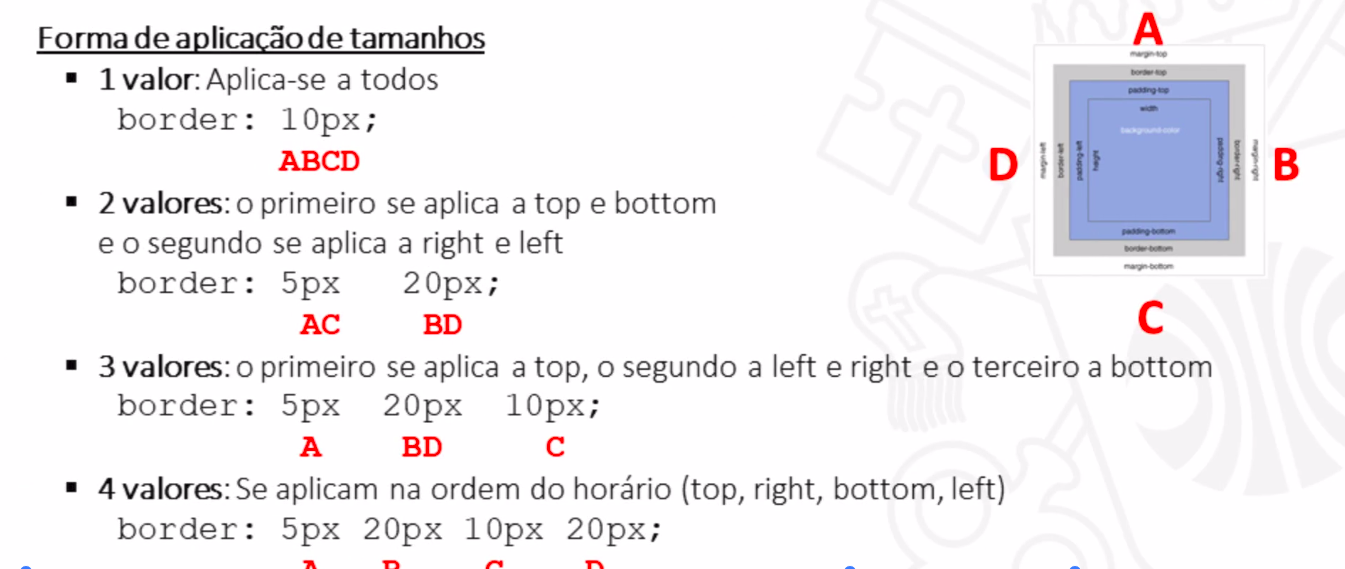 Forma de aplicação de tamanhos
▪ 1 valor: Aplica-se a todos
border: 10px;
ABCD
▪ 2 valores: o primeiro se aplica a top e bottom
e o segundo se aplica a right e left
border: 5px 20px;
AC BD
▪ 3 valores: o primeiro se aplica a top, o segundo a left e right e o terceiro a bottom
border: 5px 20px 10px;
A BD C
▪ 4 valores: Se aplicam na ordem do horário (top, right, bottom, left)
border: 5px 20px 10px 20px;
A B C D
A
margin-top
border-top
padding-top
width
background-color
D
margin-left
border-left
padding-left
height
padding-right
border-right
margin-right
B
padding-bottom
border-bottom
margin-bottom
C